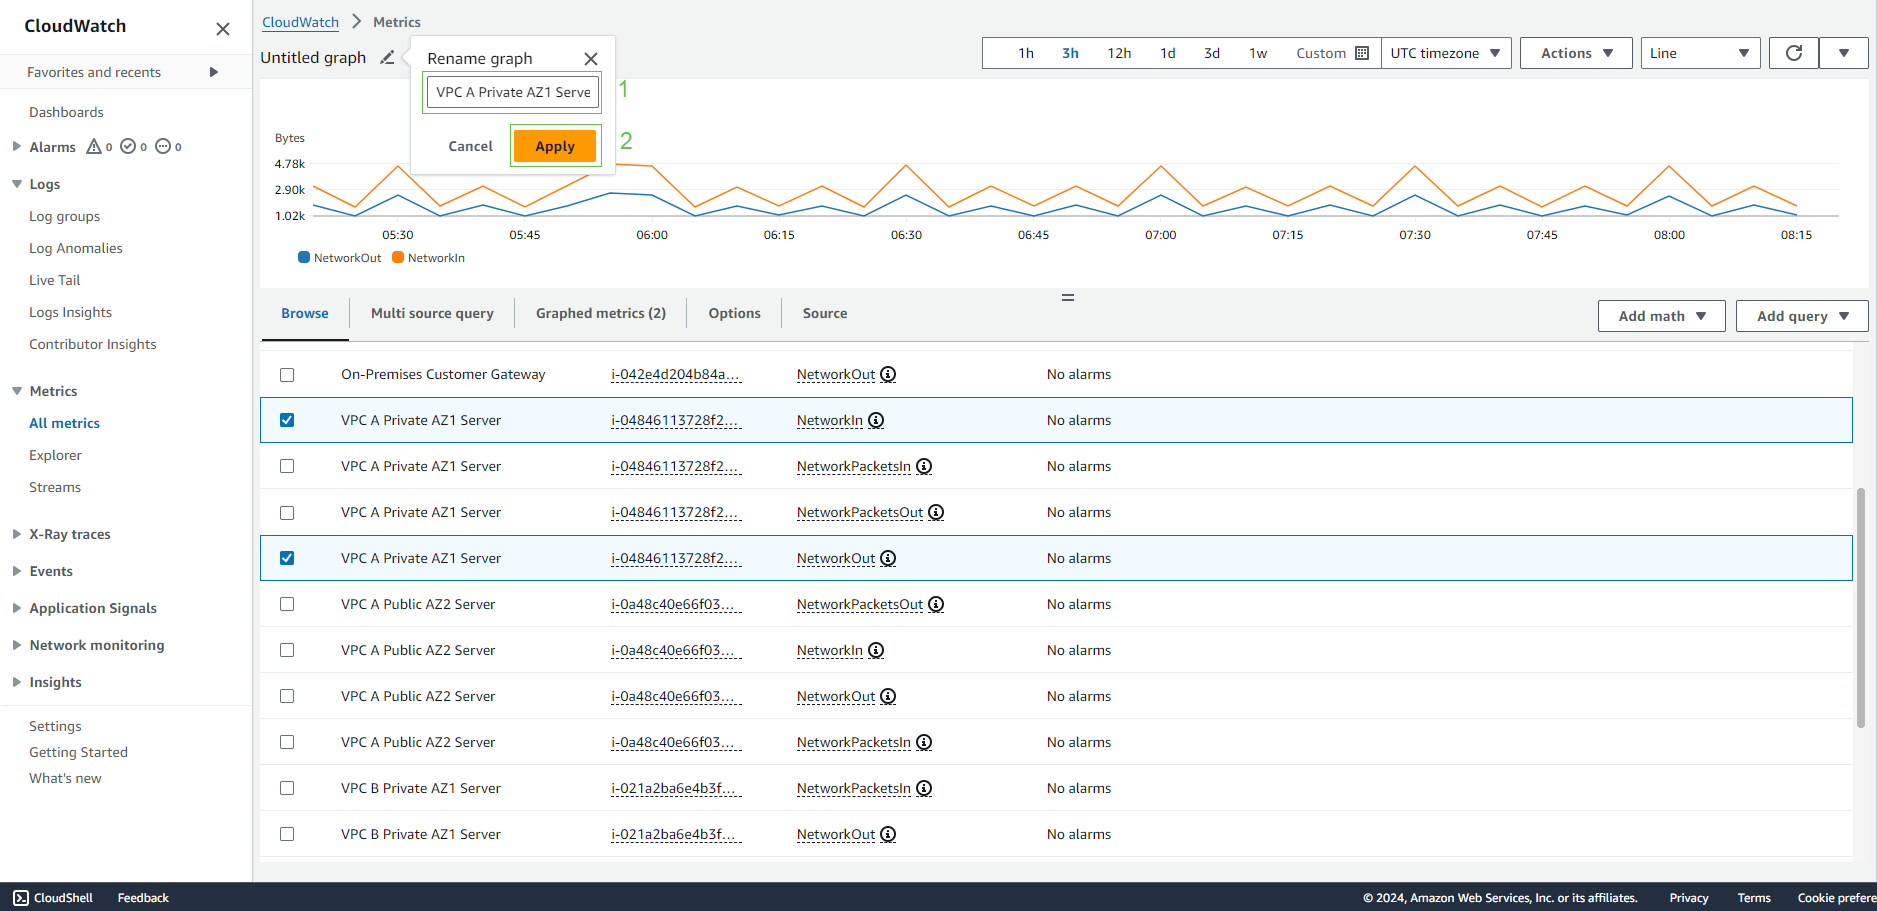 CloudWatch
Favorites and recents
Dashboards
Alarms 0 0 0
Logs
Log groups
Log Anomalies
Live Tail
Logs Insights
Contributor Insights
Metrics
All metrics
Explorer
Streams
X-Ray traces
Events
Application Signals
Network monitoring
Insights
Settings
Getting Started
What's new
CloudWatch > Metrics
Untitled graph
Rename graph
VPC A Private AZ1 Serve
1
Cancel Apply
2
1h 3h 12h 1d 3d 1w Custom UTC timezone Actions Line
Bytes
4.78k
2.90k
1.02k
05:30 05:45 06:00 06:15 06:30 06:45 07:00 07:15 07:30 07:45 08:00 08:15
NetworkOut NetworkIn
Browse Multi source query Graphed metrics (2) Options Source Add math Add query
On-Premises Customer Gateway i-042e4d204b84a... NetworkOut No alarms
VPC A Private AZ1 Server i-04846113728f2... NetworkIn No alarms
VPC A Private AZ1 Server i-04846113728f2... NetworkPacketsIn No alarms
VPC A Private AZ1 Server i-04846113728f2... NetworkPacketsOut No alarms
VPC A Private AZ1 Server i-04846113728f2... NetworkOut No alarms
VPC A Public AZ2 Server i-0a48c40e66f03... NetworkPacketsOut No alarms
VPC A Public AZ2 Server i-0a48c40e66f03... NetworkIn No alarms
VPC A Public AZ2 Server i-0a48c40e66f03... NetworkOut No alarms
VPC A Public AZ2 Server i-0a48c40e66f03... NetworkPacketsIn No alarms
VPC B Private AZ1 Server i-021a2ba6e4b3f... NetworkPacketsIn No alarms
VPC B Private AZ1 Server i-021a2ba6e4b3f... NetworkOut No alarms
CloudShell Feedback © 2024, Amazon Web Services, Inc. or its affiliates. Privacy Terms Cookie prefere